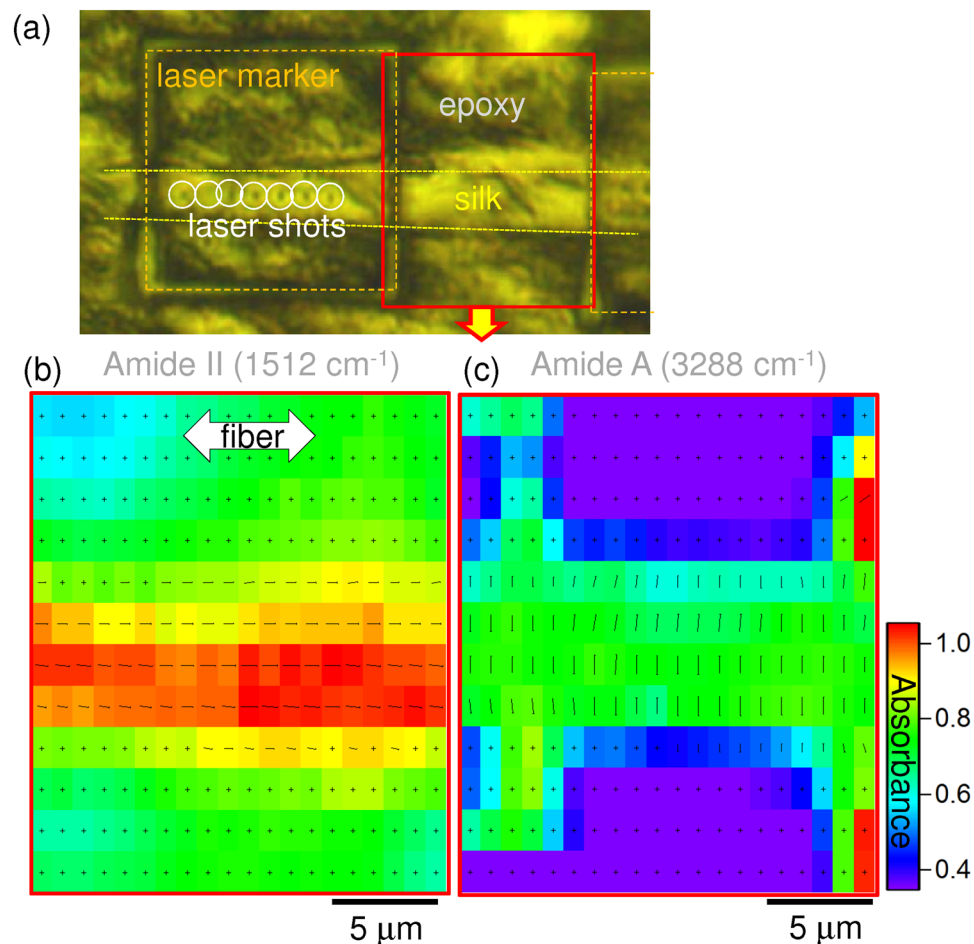 (a)
laser marker
epoxy
silk
laser shots
(b)
Amide II (1512 cm⁻¹)
(c)
Amide A (3288 cm⁻¹)
fiber
1.0
0.8
0.6
0.4
Absorbance
5 μm
5 μm